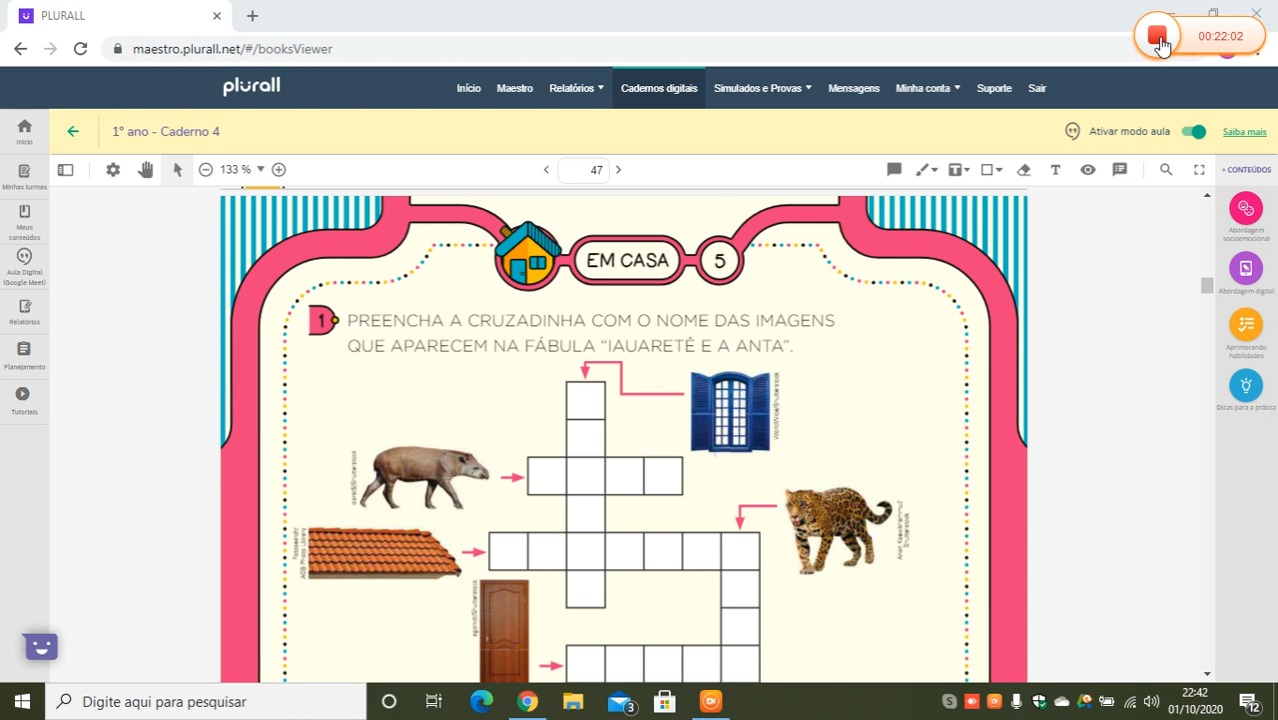 PLURALL
00:22:02
maestro.plurall.net/#/booksViewer
plurall
Início Maestro Relatórios Cadernos digitais Simulados e Provas Mensagens Minha conta Suporte Sair
Início
1º ano - Caderno 4
Ativar modo aula Saiba mais
133 % 47
+ CONTEÚDOS
Minhas turmas
Meus conteúdos
Aula Digital (Google Meet)
Relatórios
Planejamento
Tutoriais
Abordagem socioemocional
Abordagem digital
Aprimorando habilidades
Dicas para a prática
EM CASA 5
1 PREENCHA A CRUZADINHA COM O NOME DAS IMAGENS
QUE APARECEM NA FÁBULA “IAUARETÊ E A ANTA”.
Digite aqui para pesquisar
3
22:42
01/10/2020
12